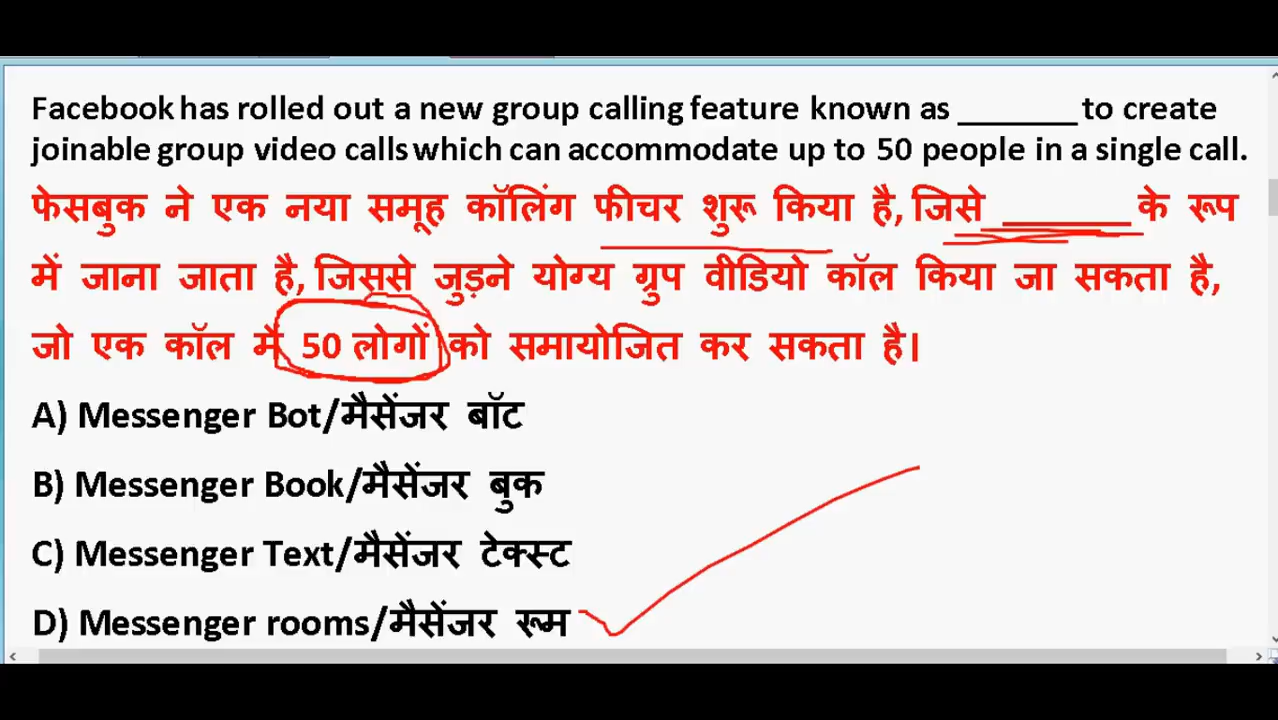 Facebook has rolled out a new group calling feature known as _______ to create
joinable group video calls which can accommodate up to 50 people in a single call.
फेसबुक ने एक नया समूह कॉलिंग फीचर शुरू किया है, जिसे _______ के रूप
में जाना जाता है, जिससे जुड़ने योग्य ग्रुप वीडियो कॉल किया जा सकता है,
जो एक कॉल में 50 लोगों को समायोजित कर सकता है।
A) Messenger Bot/मैसेंजर बॉट
B) Messenger Book/मैसेंजर बुक
C) Messenger Text/मैसेंजर टेक्स्ट
D) Messenger rooms/मैसेंजर रूम